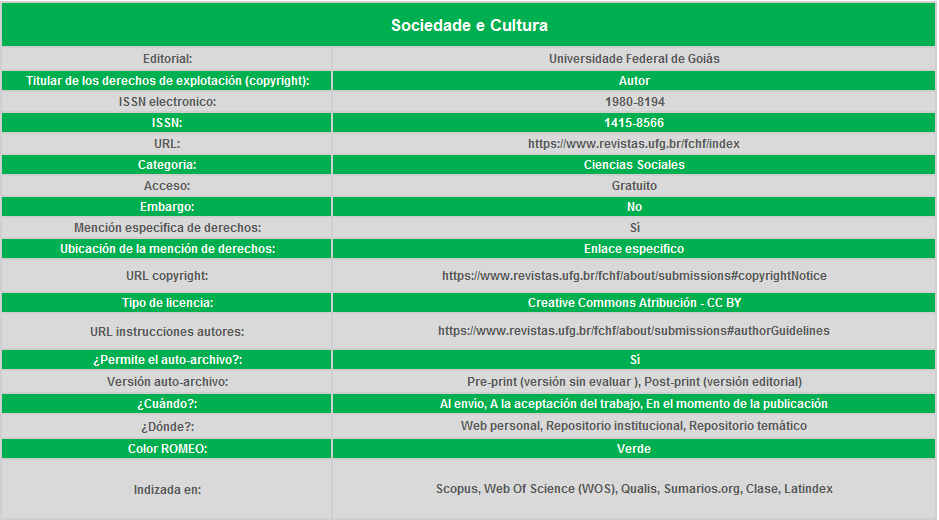 Sociedade e Cultura
Editorial: Universidade Federal de Goiás
Titular de los derechos de explotación (copyright): Autor
ISSN electronico: 1980-8194
ISSN: 1415-8566
URL: https://www.revistas.ufg.br/fchf/index
Categoria: Ciencias Sociales
Acceso: Gratuito
Embargo: No
Mención específica de derechos: Sì
Ubicación de la mención de derechos: Enlace específico
URL copyright: https://www.revistas.ufg.br/fchf/about/submissions#copyrightNotice
Tipo de licencia: Creative Commons Atribución - CC BY
URL instrucciones autores: https://www.revistas.ufg.br/fchf/about/submissions#authorGuidelines
¿Permite el auto-archivo?: Sì
Versión auto-archivo: Pre-print (versión sin evaluar ), Post-print (versión editorial)
¿Cuándo?: Al envío, A la aceptación del trabajo, En el momento de la publicación
¿Dónde?: Web personal, Repositorio institucional, Repositorio temático
Color ROMEO: Verde
Indizada en: Scopus, Web Of Science (WOS), Qualis, Sumarios.org, Clase, Latindex